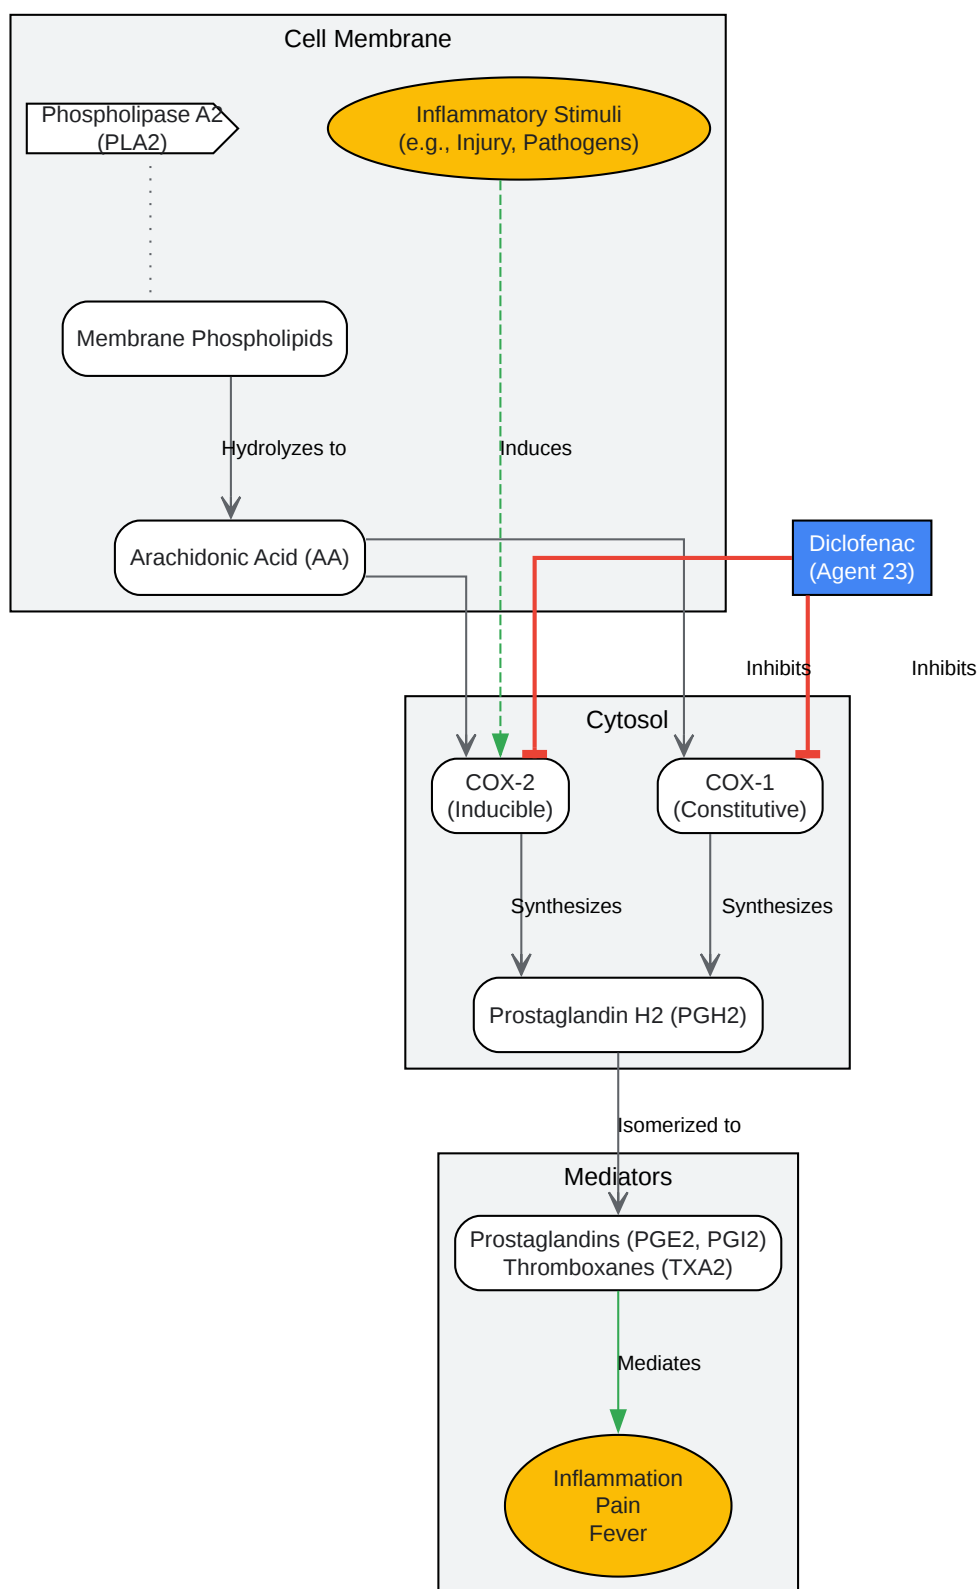 Cell Membrane
Phospholipase A2
(PLA2)
Inflammatory Stimuli
(e.g., Injury, Pathogens)
Membrane Phospholipids
Hydrolyzes to
Induces
Arachidonic Acid (AA)
Diclofenac
(Agent 23)
Inhibits
Inhibits
Cytosol
COX-2
(Inducible)
COX-1
(Constitutive)
Synthesizes
Synthesizes
Prostaglandin H2 (PGH2)
Isomerized to
Mediators
Prostaglandins (PGE2, PGI2)
Thromboxanes (TXA2)
Mediates
Inflammation
Pain
Fever